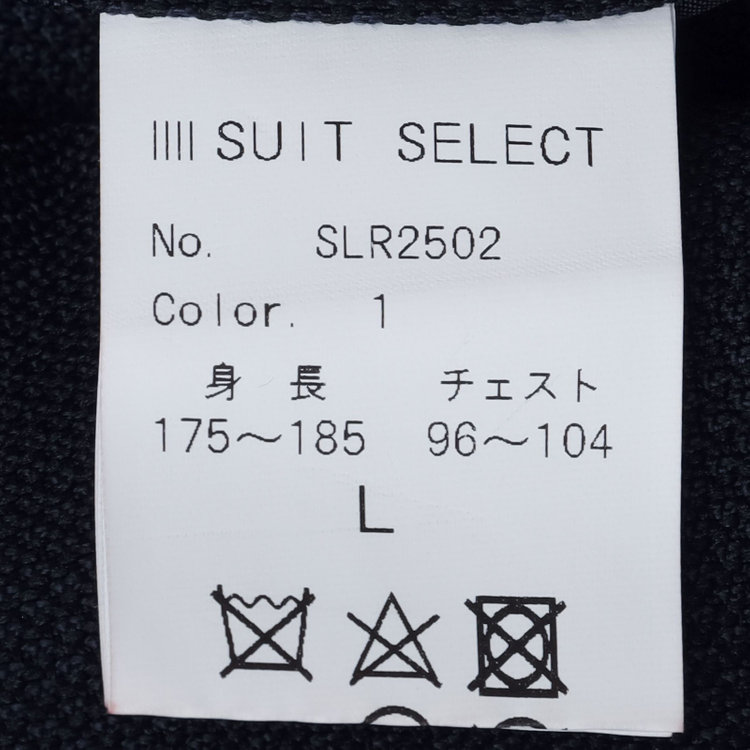 SUIT SELECT
No. SLR2502
Color. 1
身長 チェスト
175～185 96～104
L